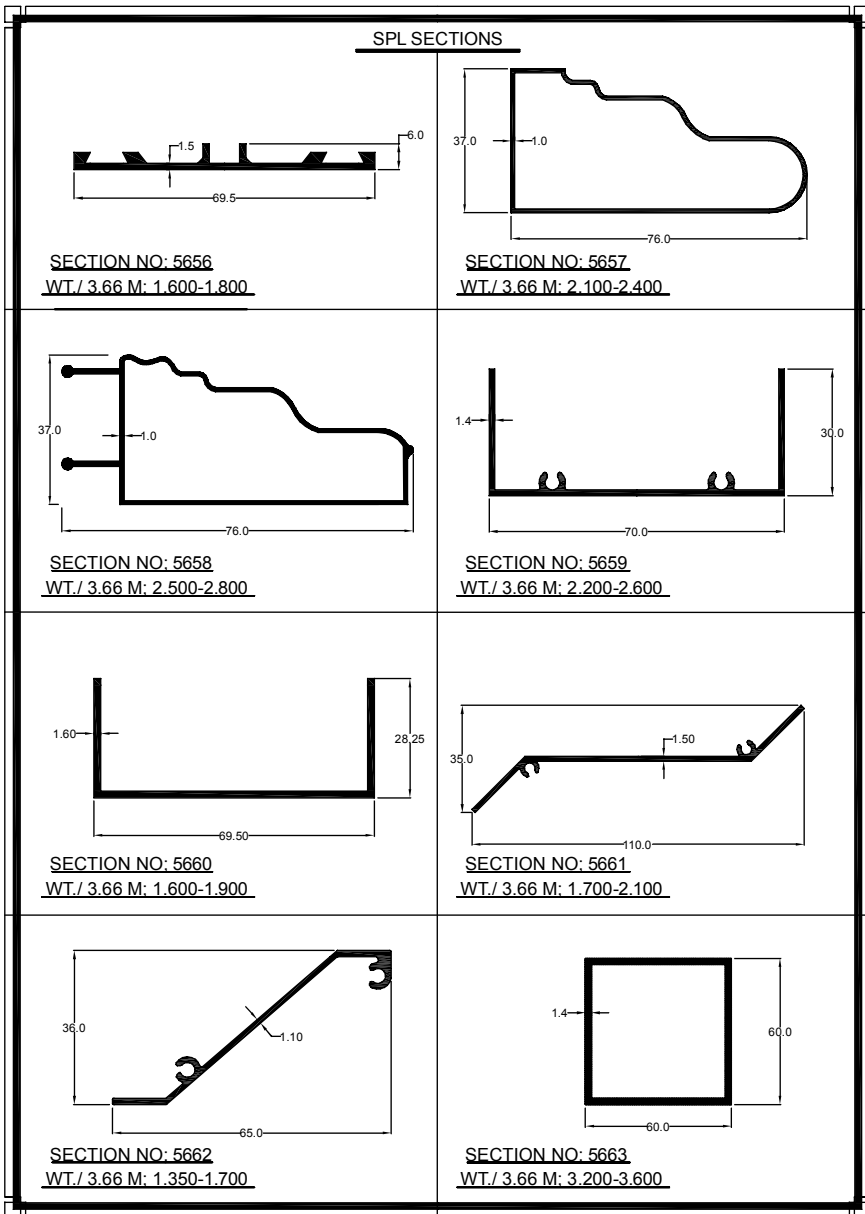 SPL SECTIONS
1.5
6.0
69.5
SECTION NO; 5656
WT./ 3.66 M; 1.600-1.800
37.0
1.0
76.0
SECTION NO; 5657
WT./ 3.66 M; 2.100-2.400
37.0
1.0
76.0
SECTION NO; 5658
WT./ 3.66 M; 2.500-2.800
1.4
30.0
70.0
SECTION NO; 5659
WT./ 3.66 M; 2.200-2.600
1.60
28.25
69.50
SECTION NO; 5660
WT./ 3.66 M; 1.600-1.900
35.0
1.50
110.0
SECTION NO; 5661
WT./ 3.66 M; 1.700-2.100
36.0
1.10
65.0
SECTION NO; 5662
WT./ 3.66 M; 1.350-1.700
1.4
60.0
60.0
SECTION NO; 5663
WT./ 3.66 M; 3.200-3.600